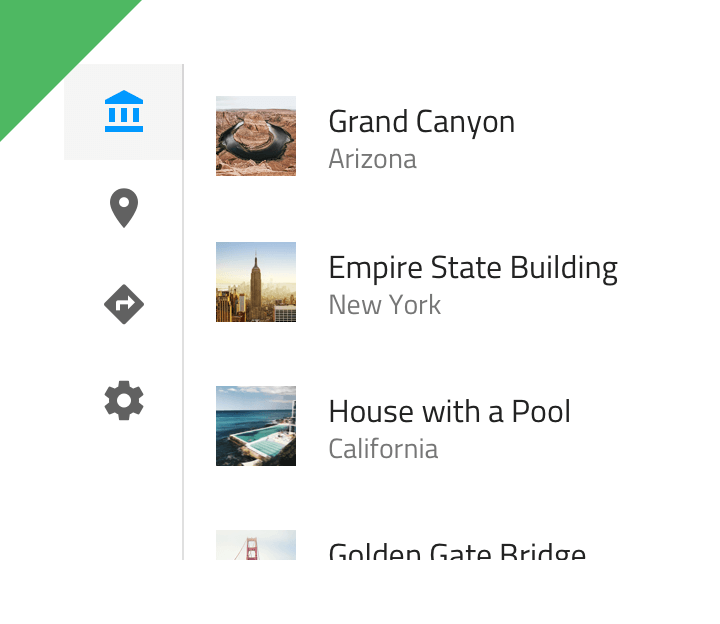 Grand Canyon
Arizona
Empire State Building
New York
House with a Pool
California
Golden Gate Bridge